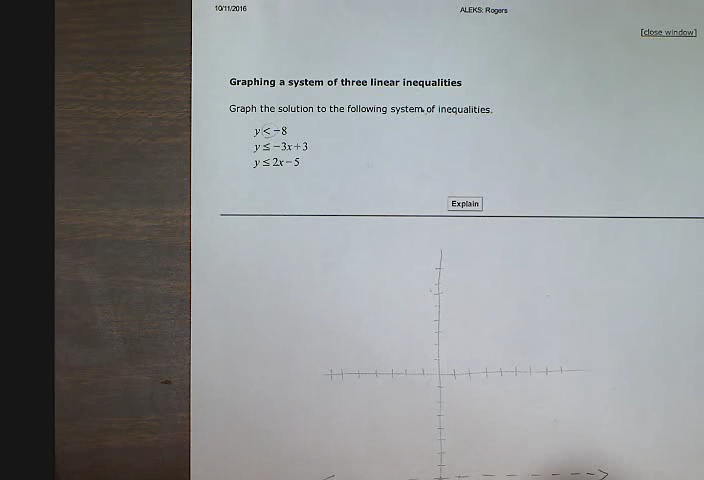 10/11/2016 ALEKS: Rogers
[close window]
Graphing a system of three linear inequalities
Graph the solution to the following system of inequalities.
y < −8
y ≤ −3x+3
y ≤ 2x−5
Explain